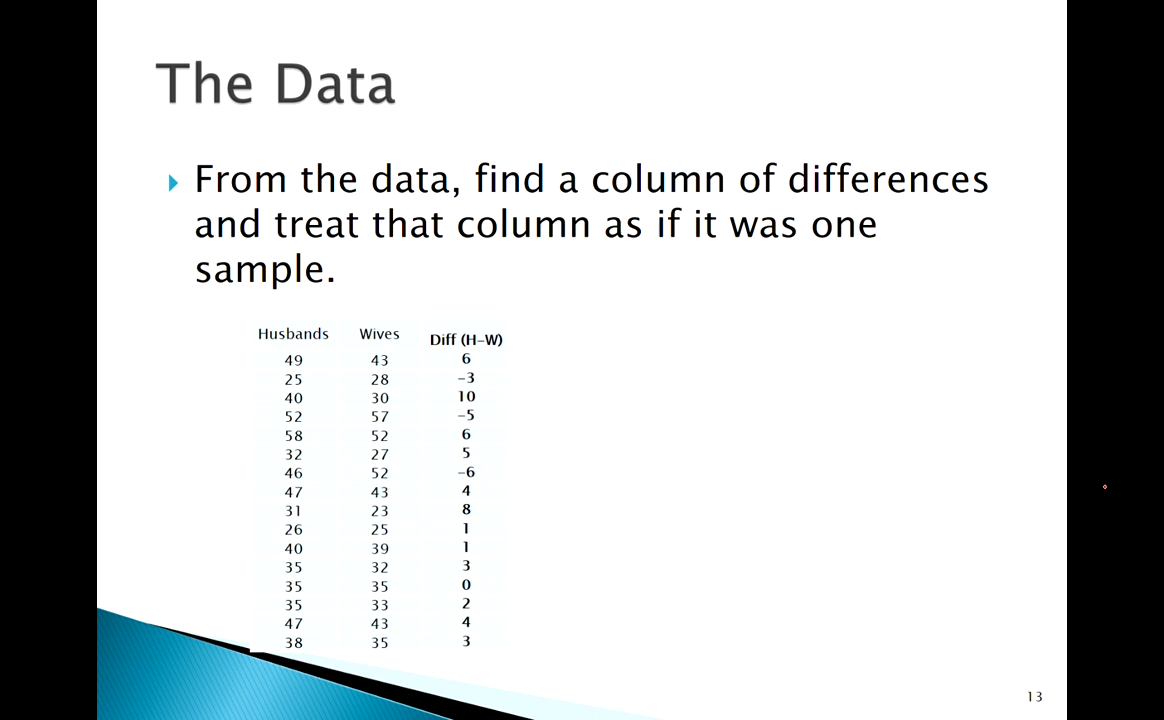 The Data
From the data, find a column of differences
and treat that column as if it was one
sample.
Husbands Wives Diff (H-W)
49 43 6
25 28 -3
40 30 10
52 57 -5
58 52 6
32 27 5
46 52 -6
47 43 4
31 23 8
26 25 1
40 39 1
35 32 3
35 35 0
35 33 2
47 43 4
38 35 3
13